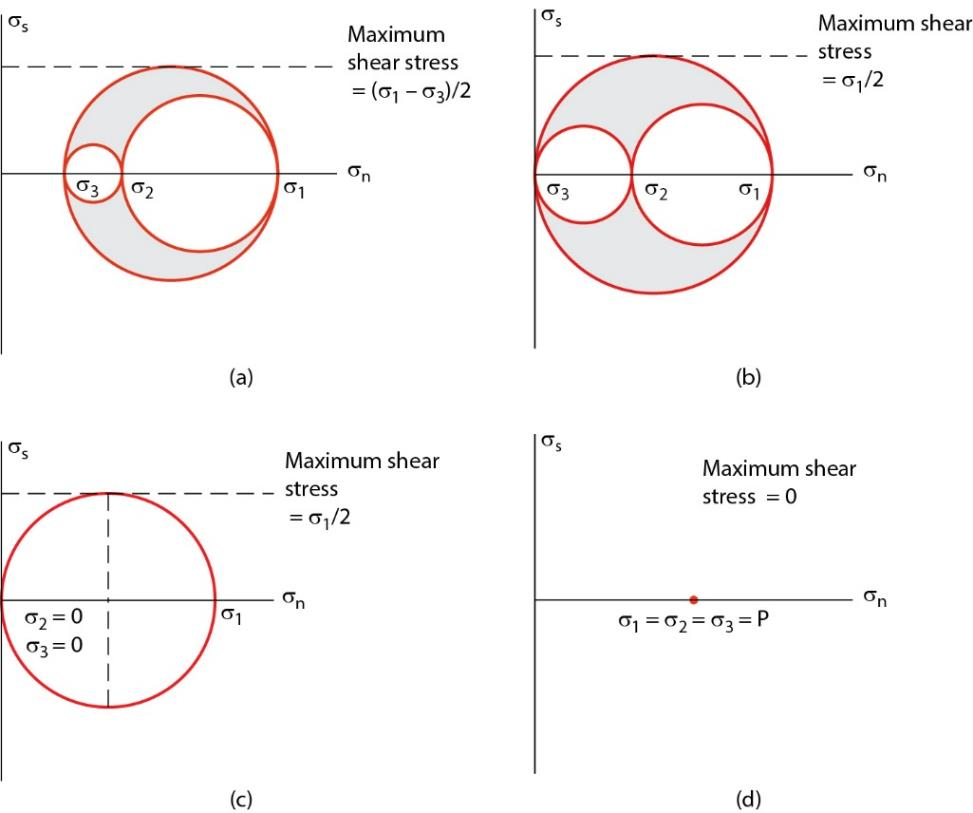 σs
Maximum
shear stress
= (σ1 – σ3)/2
σn
σ3
σ2
σ1
(a)
σs
Maximum shear
stress
= σ1/2
σn
σ3
σ2
σ1
(b)
σs
Maximum shear
stress
= σ1/2
σn
σ2 = 0
σ3 = 0
σ1
(c)
σs
Maximum shear
stress = 0
σn
σ1 = σ2 = σ3 = P
(d)